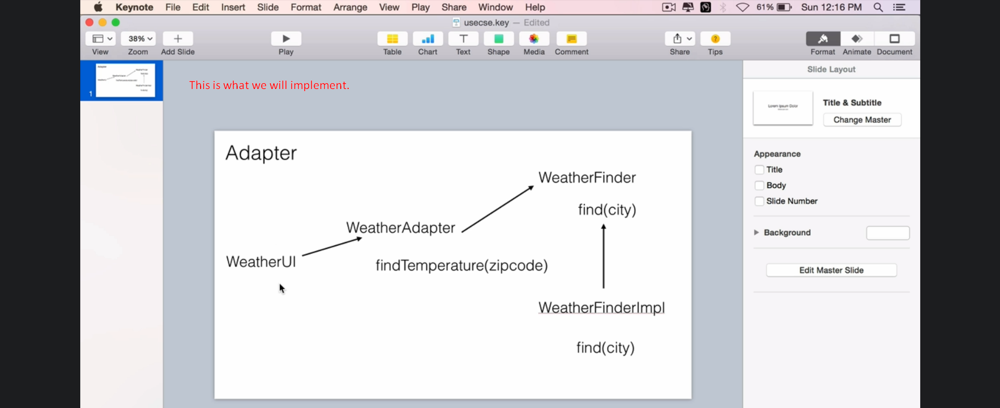 Keynote File Edit Insert Slide Format Arrange View Play Share Window Help 61% Sun 12:16 PM
usecse.key — Edited
38%
View Zoom Add Slide Play Table Chart Text Shape Media Comment Share Tips Format Animate Document
Slide Layout
1
This is what we will implement.
Lorem Ipsum Dolor
Title & Subtitle
Change Master
Adapter
WeatherFinder
find(city)
WeatherAdapter
findTemperature(zipcode)
WeatherUI
WeatherFinderImpl
find(city)
Appearance
Title
Body
Slide Number
Background
Edit Master Slide